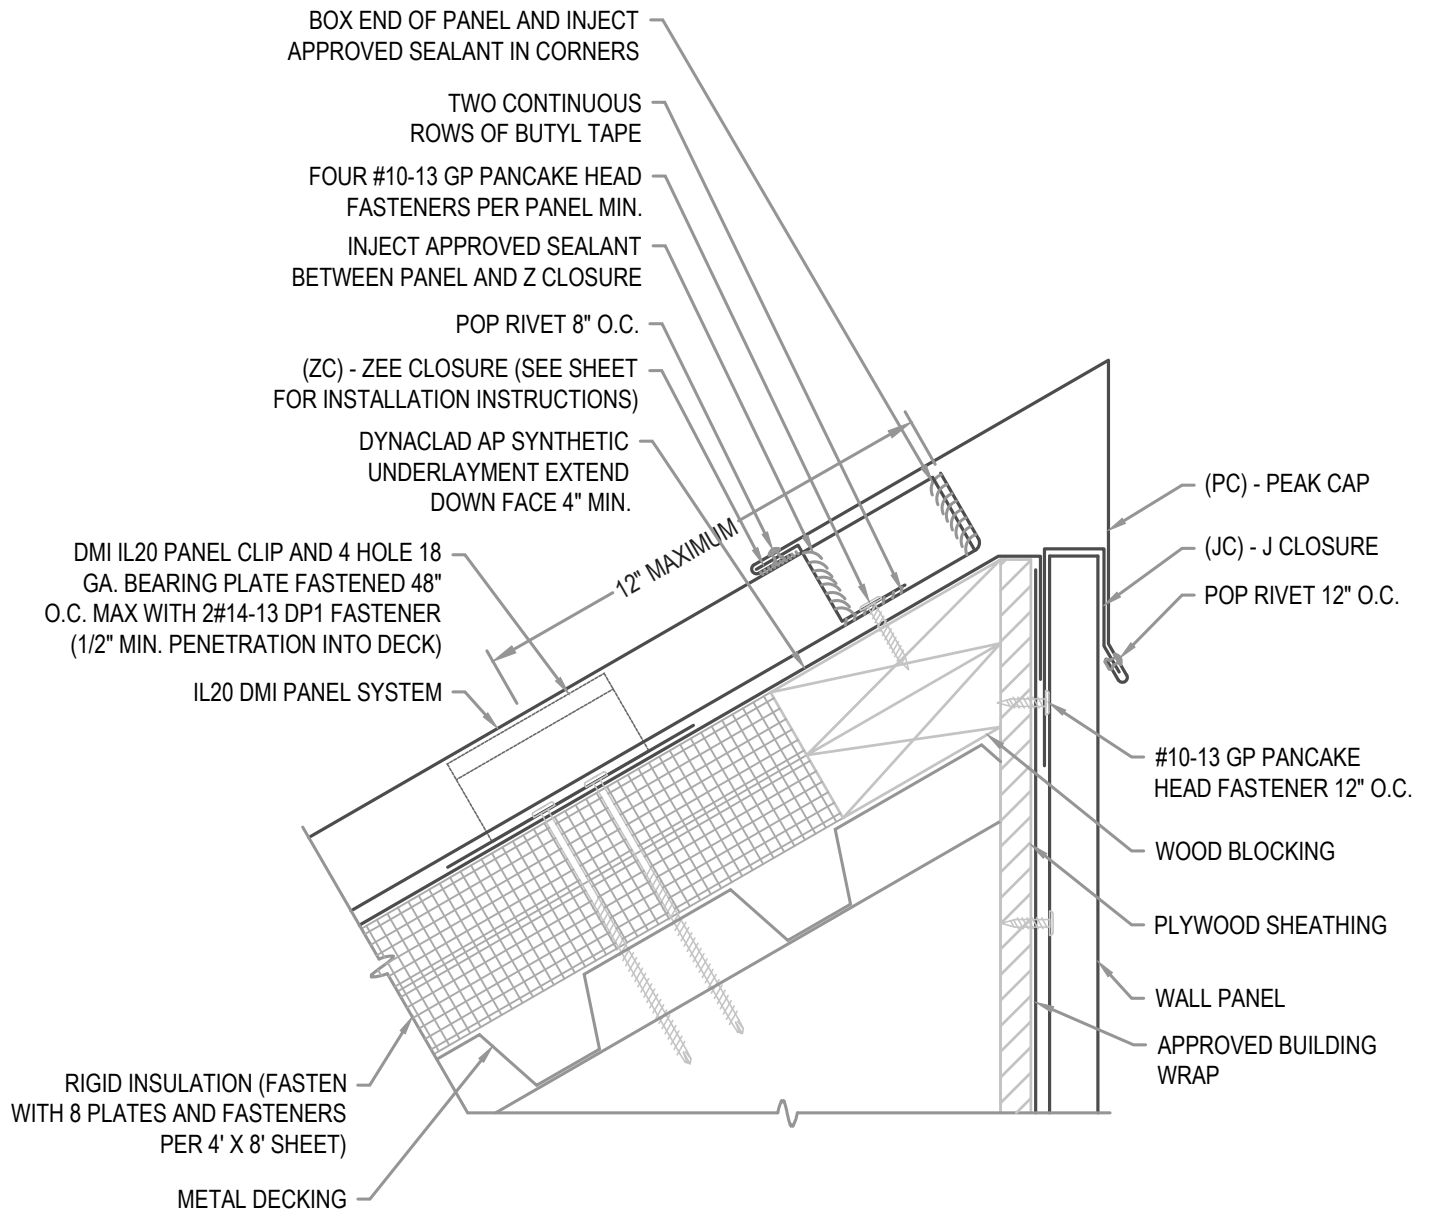 BOX END OF PANEL AND INJECT
APPROVED SEALANT IN CORNERS
TWO CONTINUOUS
ROWS OF BUTYL TAPE
FOUR #10-13 GP PANCAKE HEAD
FASTENERS PER PANEL MIN.
INJECT APPROVED SEALANT
BETWEEN PANEL AND Z CLOSURE
POP RIVET 8" O.C.
(ZC) - ZEE CLOSURE (SEE SHEET
FOR INSTALLATION INSTRUCTIONS)
DYNACLAD AP SYNTHETIC
UNDERLAYMENT EXTEND
DOWN FACE 4" MIN.
DMI IL20 PANEL CLIP AND 4 HOLE 18
GA. BEARING PLATE FASTENED 48"
O.C. MAX WITH 2#14-13 DP1 FASTENER
(1/2" MIN. PENETRATION INTO DECK)
IL20 DMI PANEL SYSTEM
12" MAXIMUM
RIGID INSULATION (FASTEN
WITH 8 PLATES AND FASTENERS
PER 4' X 8' SHEET)
METAL DECKING
(PC) - PEAK CAP
(JC) - J CLOSURE
POP RIVET 12" O.C.
#10-13 GP PANCAKE
HEAD FASTENER 12" O.C.
WOOD BLOCKING
PLYWOOD SHEATHING
WALL PANEL
APPROVED BUILDING
WRAP